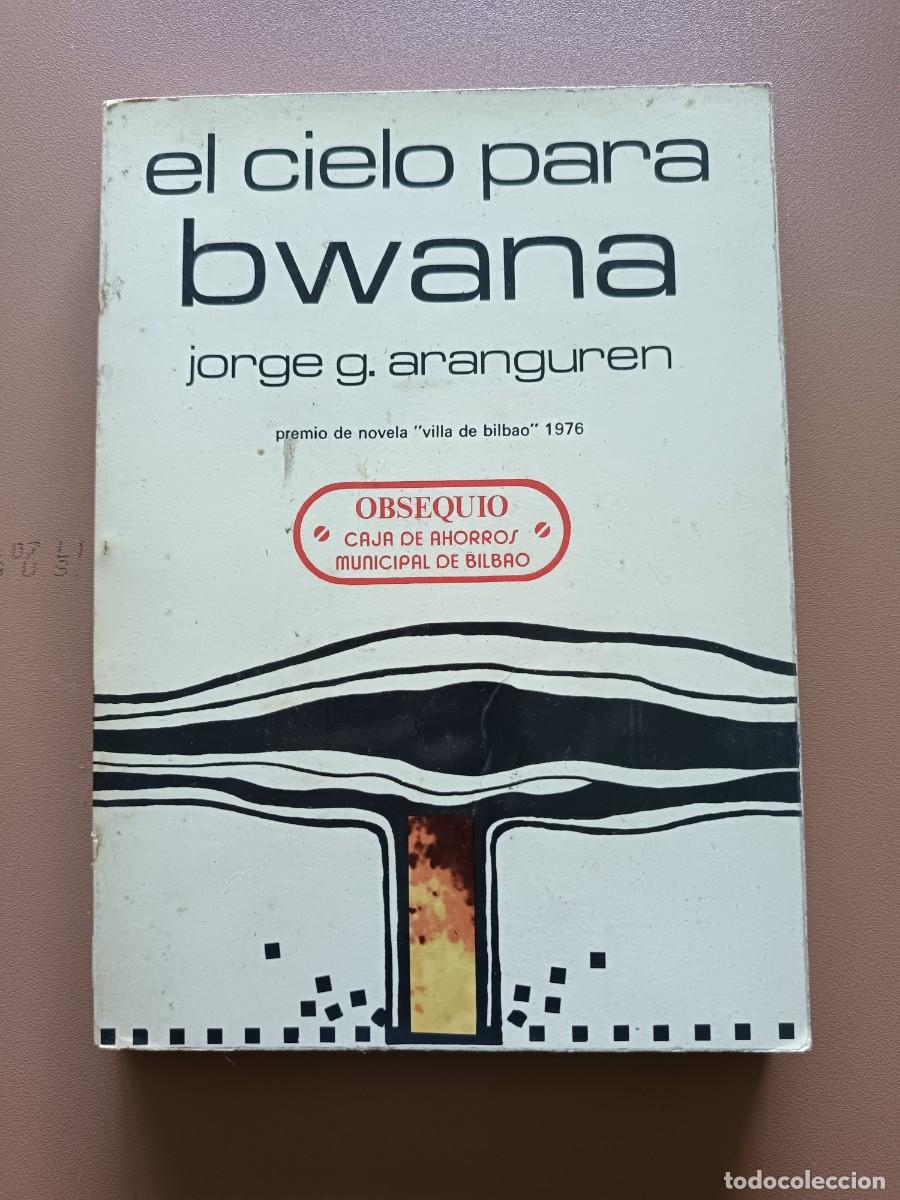 el cielo para
bwana
jorge g. aranguren
premio de novela "villa de bilbao" 1976
OBSEQUIO
CAJA DE AHORROS
MUNICIPAL DE BILBAO
todocoleccion